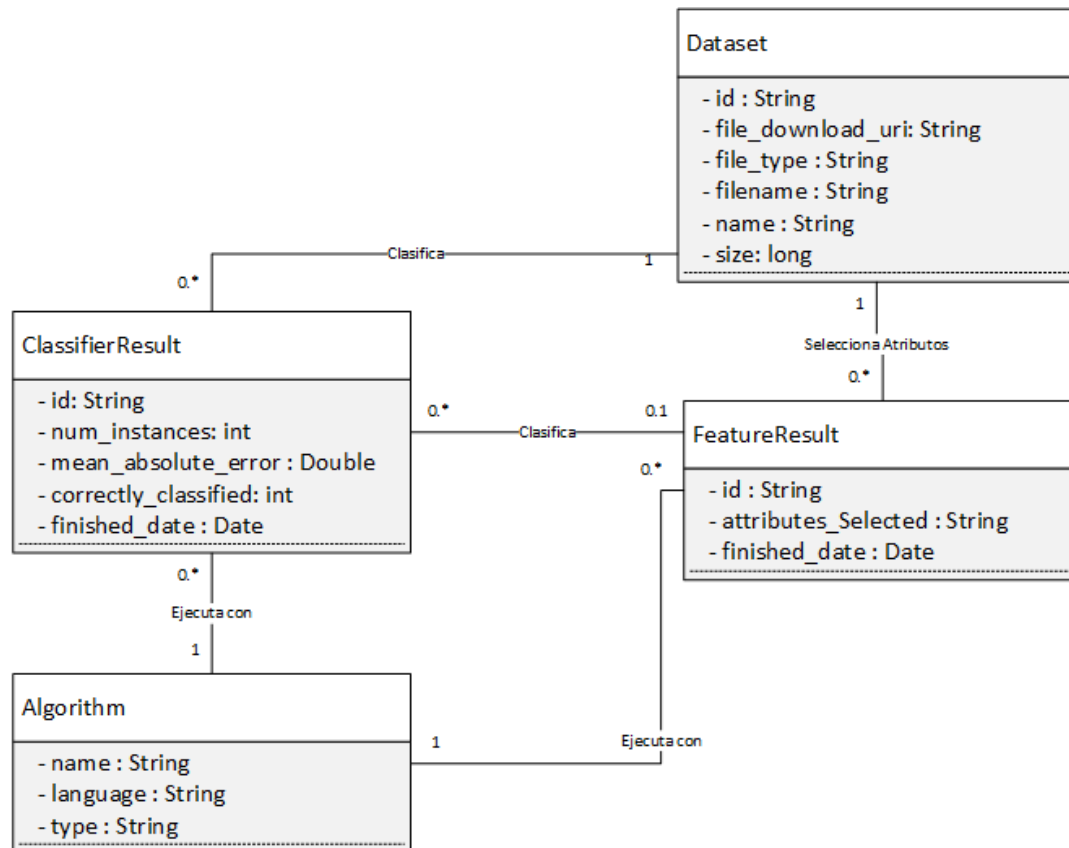 Dataset
- id : String
- file_download_uri: String
- file_type : String
- filename : String
- name : String
- size: long
Clasifica
1
0.*
1
Selecciona Atributos
0.*
ClassifierResult
- id: String
- num_instances: int
- mean_absolute_error : Double
- correctly_classified: int
- finished_date : Date
0.*
0.1
Clasifica
FeatureResult
- id : String
- attributes_Selected : String
- finished_date : Date
0.*
0.*
Ejecuta con
1
Algorithm
- name : String
- language : String
- type : String
1
Ejecuta con